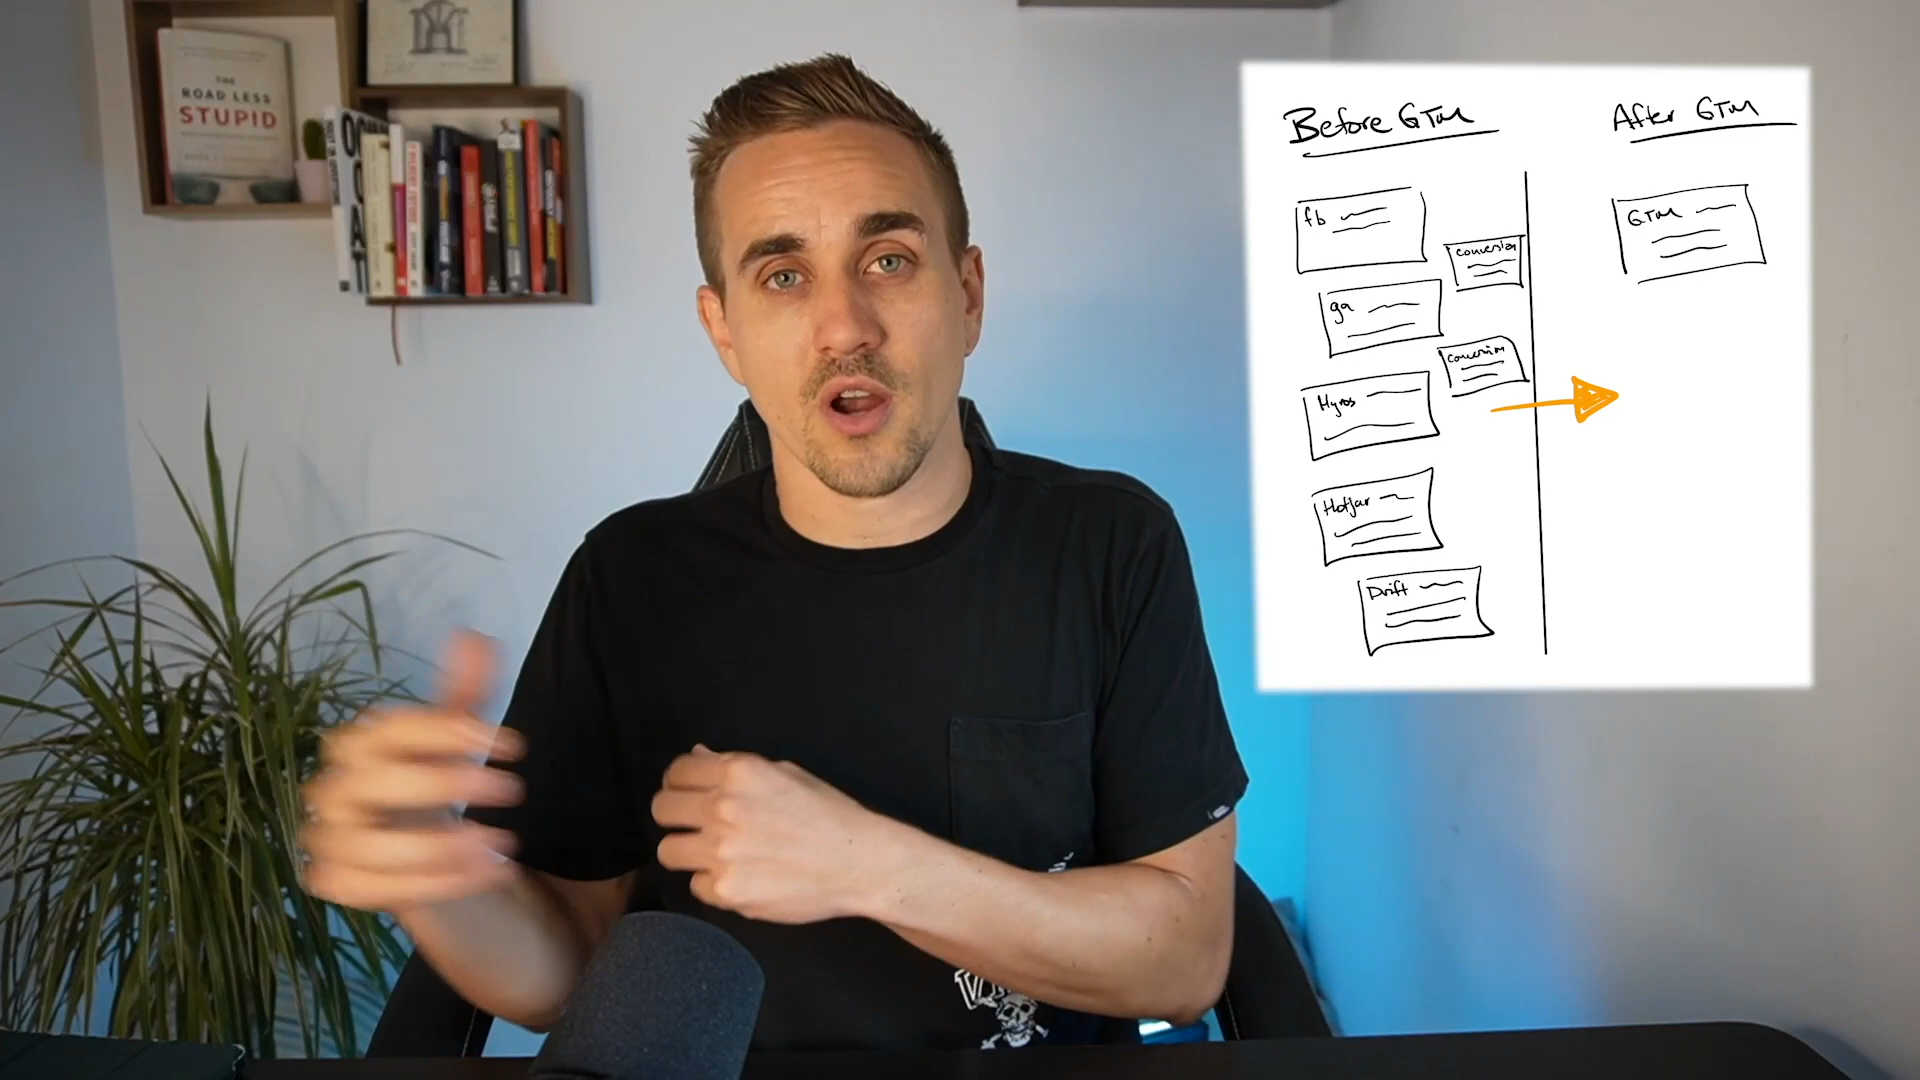 THE
ROAD LESS
STUPID
Before GTM
After GTM
fb
conversion
ga
conversion
Hyros
Hotjar
Drift
GTM